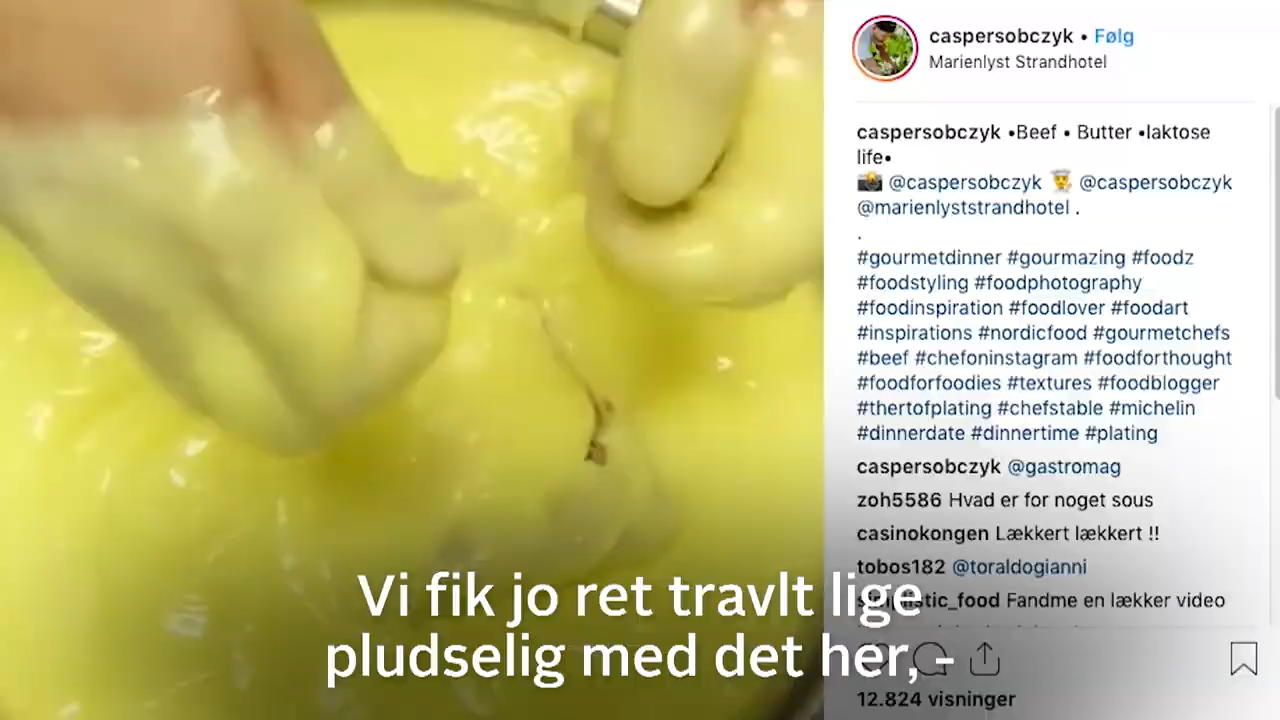 caspersobczyk • Følg
Marienlyst Strandhotel
caspersobczyk •Beef • Butter •laktose
life•
📸 @caspersobczyk 👨‍🍳 @caspersobczyk
@marienlyststrandhotel .
.
#gourmetdinner #gourmazing #foodz
#foodstyling #foodphotography
#foodinspiration #foodlover #foodart
#inspirations #nordicfood #gourmetchefs
#beef #chefoninstagram #foodforthought
#foodforfoodies #textures #foodblogger
#thertofplating #chefstable #michelin
#dinnerdate #dinnertime #plating
caspersobczyk @gastromag
zoh5586 Hvad er for noget sous
casinokongen Lækkert lækkert !!
tobos182 @toraldogianni
Fandme en lækker video
12.824 visninger
Vi fik jo ret travlt lige
pludselig med det her, -